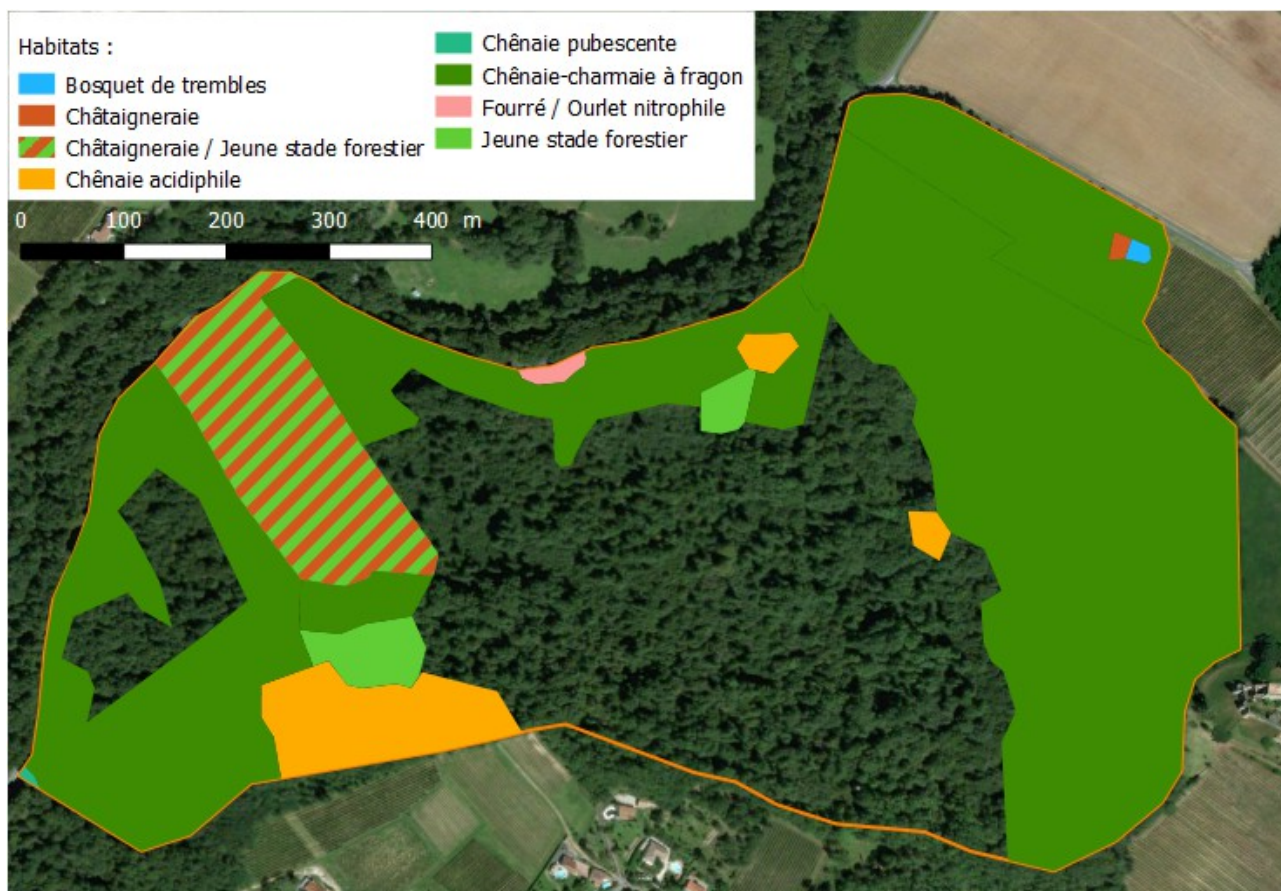 Habitats :
Bosquet de trembles
Châtaigneraie
Châtaigneraie / Jeune stade forestier
Chênaie acidiphile
Chênaie pubescente
Chênaie-charmaie à fragon
Fourré / Ourlet nitrophile
Jeune stade forestier
0 100 200 300 400 m